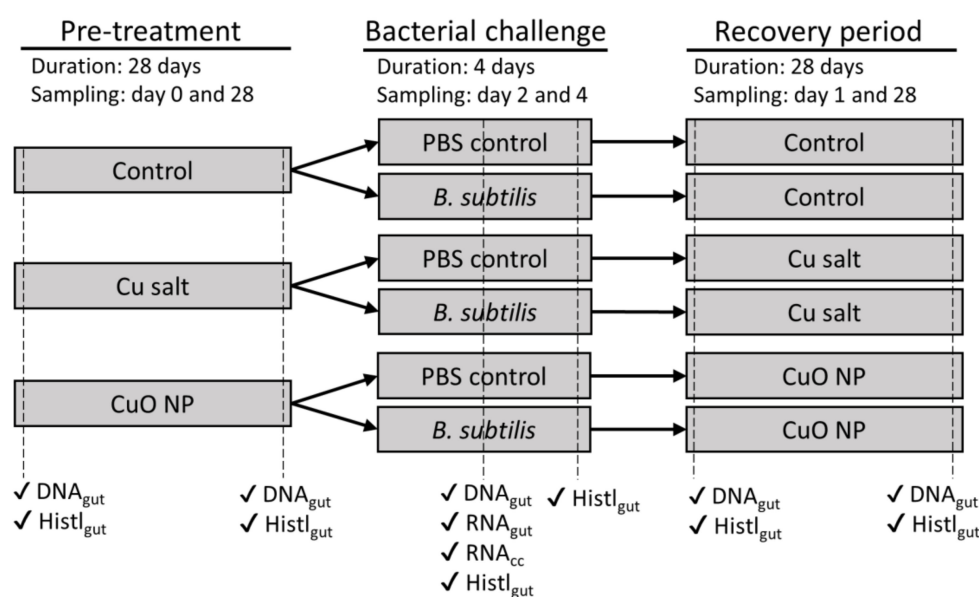 Pre-treatment
Duration: 28 days
Sampling: day 0 and 28
Control
Cu salt
CuO NP
✓ DNAgut
✓ Histlgut
✓ DNAgut
✓ Histlgut
Bacterial challenge
Duration: 4 days
Sampling: day 2 and 4
PBS control
B. subtilis
PBS control
B. subtilis
PBS control
B. subtilis
✓ DNAgut
✓ RNAgut
✓ RNAcc
✓ Histlgut
✓ Histlgut
Recovery period
Duration: 28 days
Sampling: day 1 and 28
Control
Control
Cu salt
Cu salt
CuO NP
CuO NP
✓ DNAgut
✓ Histlgut
✓ DNAgut
✓ Histlgut